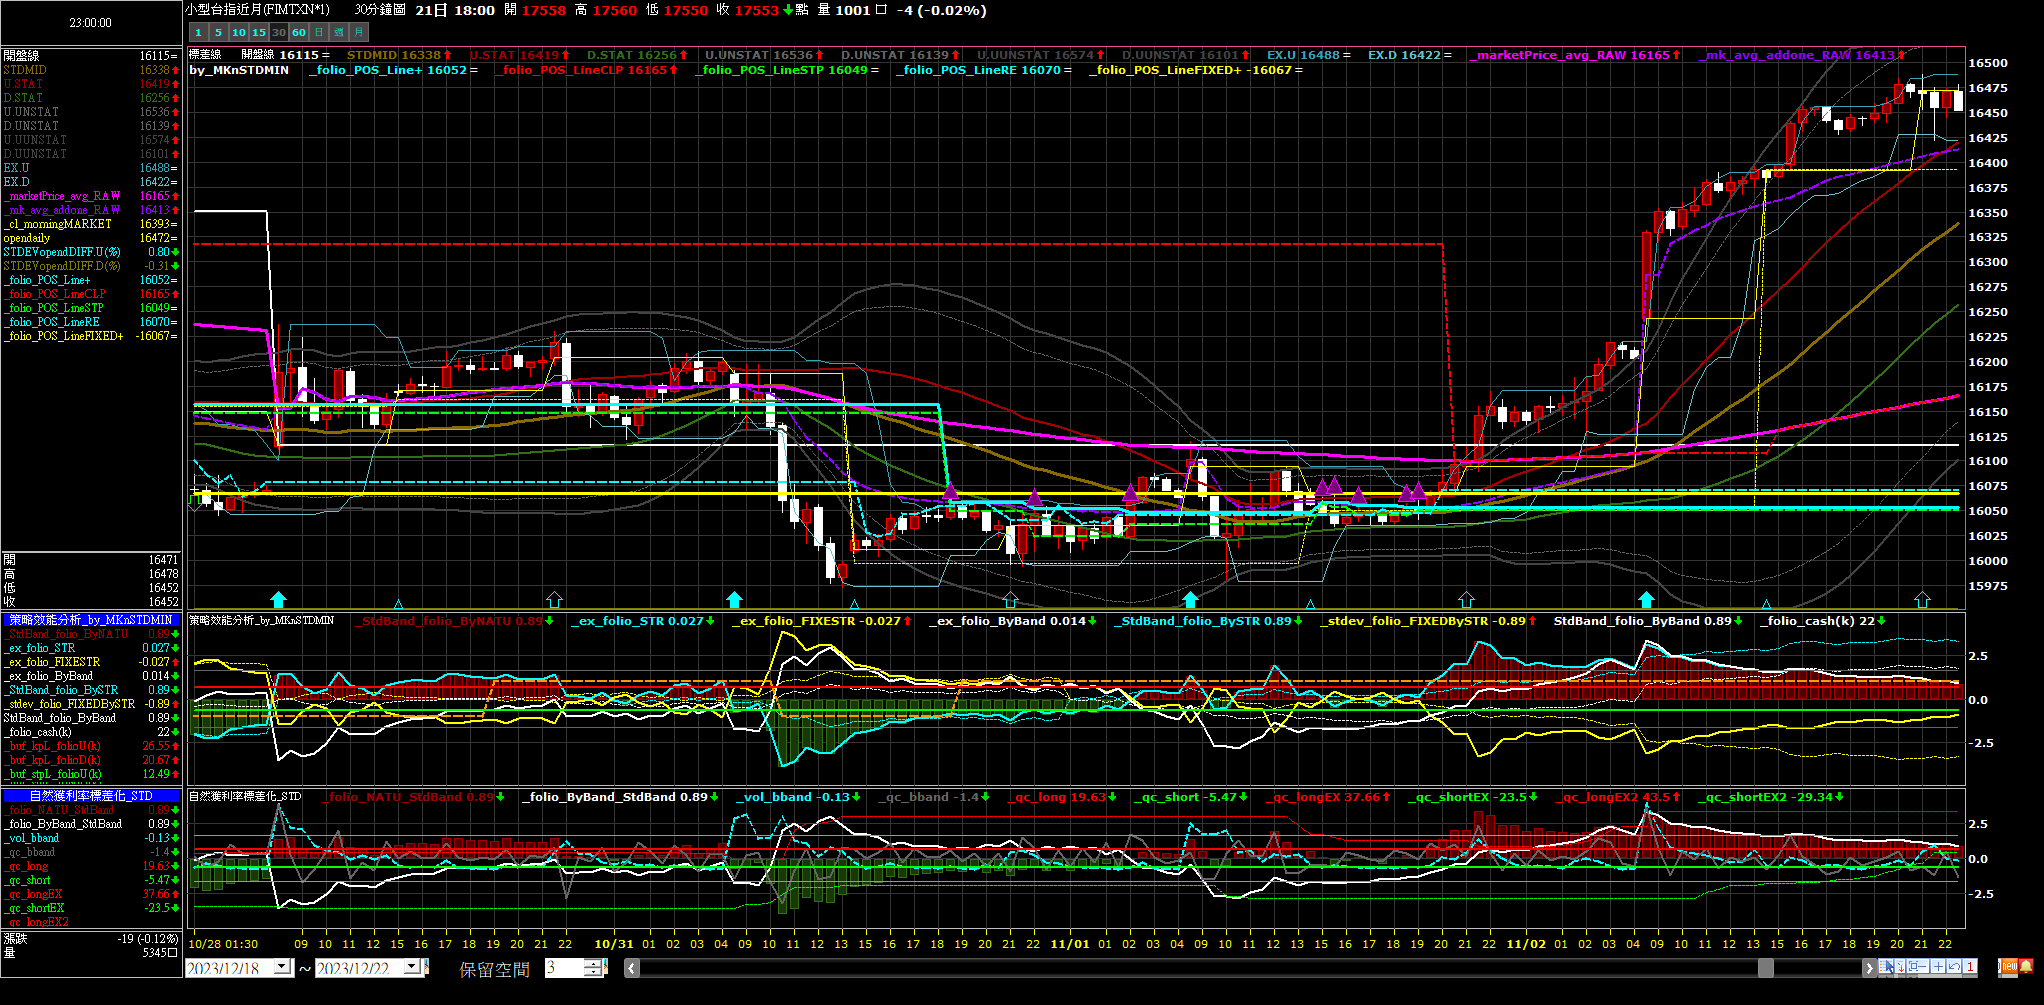 23:00:00
小型台指近月(FIMTXN*1) 30分鐘圖 21日 18:00 開 17558 高 17560 低 17550 收 17553 點 量 1001 口 -4 (-0.02%)
1 5 10 15 30 60 日 週 月
開盤線 16115=
STDMID 16338
U.STAT 16419
D.STAT 16256
U.UNSTAT 16536
D.UNSTAT 16139
U.UUNSTAT 16574
D.UUNSTAT 16101
EX.U 16488=
EX.D 16422=
_marketPrice_avg_RAW 16165
_mk_avg_addone_RAW 16413
_cl_morningMARKET 16393=
opendaily 16472=
STDEVopendDIFF.U(%) 0.80
STDEVopendDIFF.D(%) -0.31
_folio_POS_Line+ 16052=
_folio_POS_LineCLP 16165
_folio_POS_LineSTP 16049=
_folio_POS_LineRE 16070=
_folio_POS_LineFIXED+ -16067=
開 16471
高 16478
低 16452
收 16452
標差線 開盤線 16115 = STDMID 16338 U.STAT 16419 D.STAT 16256 U.UNSTAT 16536 D.UNSTAT 16139 U.UUNSTAT 16574 D.UUNSTAT 16101 EX.U 16488 = EX.D 16422 = _marketPrice_avg_RAW 16165 _mk_avg_addone_RAW 16413
by_MKnSTDMIN _folio_POS_Line+ 16052 = _folio_POS_LineCLP 16165 _folio_POS_LineSTP 16049 = _folio_POS_LineRE 16070 = _folio_POS_LineFIXED+ -16067 =
16500
16475
16450
16425
16400
16375
16350
16325
16300
16275
16250
16225
16200
16175
16150
16125
16100
16075
16050
16025
16000
15975
策略效能分析_by_MKnSTDMIN
_StdBand_folio_ByNATU 0.89
_ex_folio_STR 0.027
_ex_folio_FIXESTR -0.027
_ex_folio_ByBand 0.014
_StdBand_folio_BySTR 0.89
_stdev_folio_FIXEDBySTR -0.89
StdBand_folio_ByBand 0.89
_folio_cash(k) 22
_buf_kpL_folioU(k) 26.55
_buf_kpL_folioD(k) 20.67
_buf_stpL_folioU(k) 12.49
策略效能分析_by_MKnSTDMIN _StdBand_folio_ByNATU 0.89 _ex_folio_STR 0.027 _ex_folio_FIXESTR -0.027 _ex_folio_ByBand 0.014 _StdBand_folio_BySTR 0.89 _stdev_folio_FIXEDBySTR -0.89 StdBand_folio_ByBand 0.89 _folio_cash(k) 22
2.5
0.0
-2.5
自然獲利率標差化_STD
_folio_NATU_StdBand 0.89
_folio_ByBand_StdBand 0.89
_vol_bband -0.13
_qc_bband -1.4
_qc_long 19.63
_qc_short -5.47
_qc_longEX 37.66
_qc_shortEX -23.5
_qc_longEX2
漲跌 -19 (-0.12%)
量 5345口
自然獲利率標差化_STD _folio_NATU_StdBand 0.89 _folio_ByBand_StdBand 0.89 _vol_bband -0.13 _qc_bband -1.4 _qc_long 19.63 _qc_short -5.47 _qc_longEX 37.66 _qc_shortEX -23.5 _qc_longEX2 43.5 _qc_shortEX2 -29.34
2.5
0.0
-2.5
10/28 01:30 09 10 11 12 15 16 17 18 19 20 21 22 10/31 01 02 03 04 09 10 11 12 13 14 15 16 17 18 19 20 21 22 11/01 01 02 03 04 09 10 11 12 13 15 16 17 18 19 20 21 22 11/02 01 02 03 04 09 10 11 12 13 14 15 16 17 18 19 20 21 22
2023/12/18 ~ 2023/12/22 保留空間 3
1 new